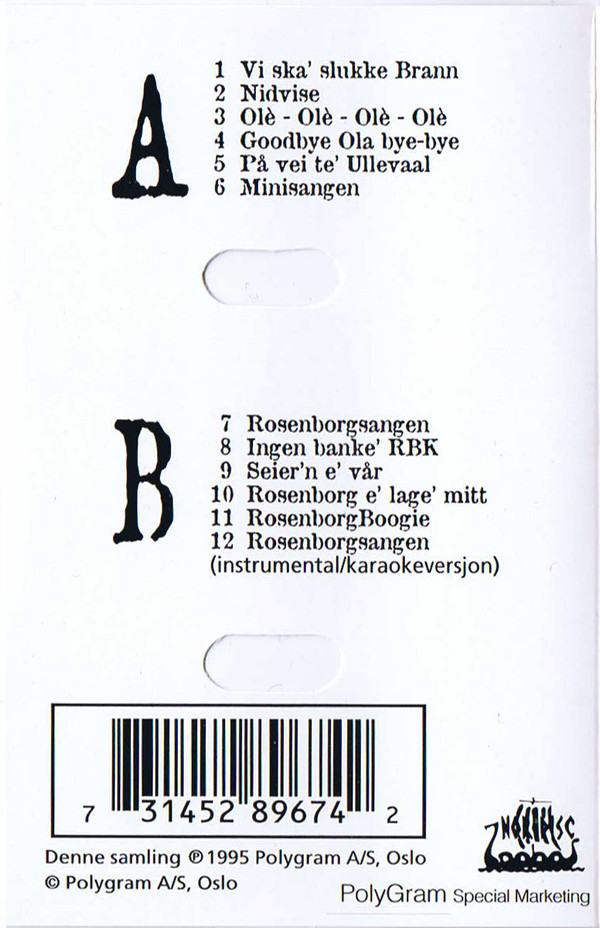 A
1 Vi ska' slukke Brann
2 Nidvise
3 Olè - Olè - Olè - Olè
4 Goodbye Ola bye-bye
5 På vei te' Ullevaal
6 Minisangen
B
7 Rosenborgsangen
8 Ingen banke' RBK
9 Seier'n e' vår
10 Rosenborg e' lage' mitt
11 RosenborgBoogie
12 Rosenborgsangen
(instrumental/karaokeversjon)
7 31452 89674 2
Denne samling ℗ 1995 Polygram A/S, Oslo
© Polygram A/S, Oslo
NORSKDISC
PolyGram Special Marketing